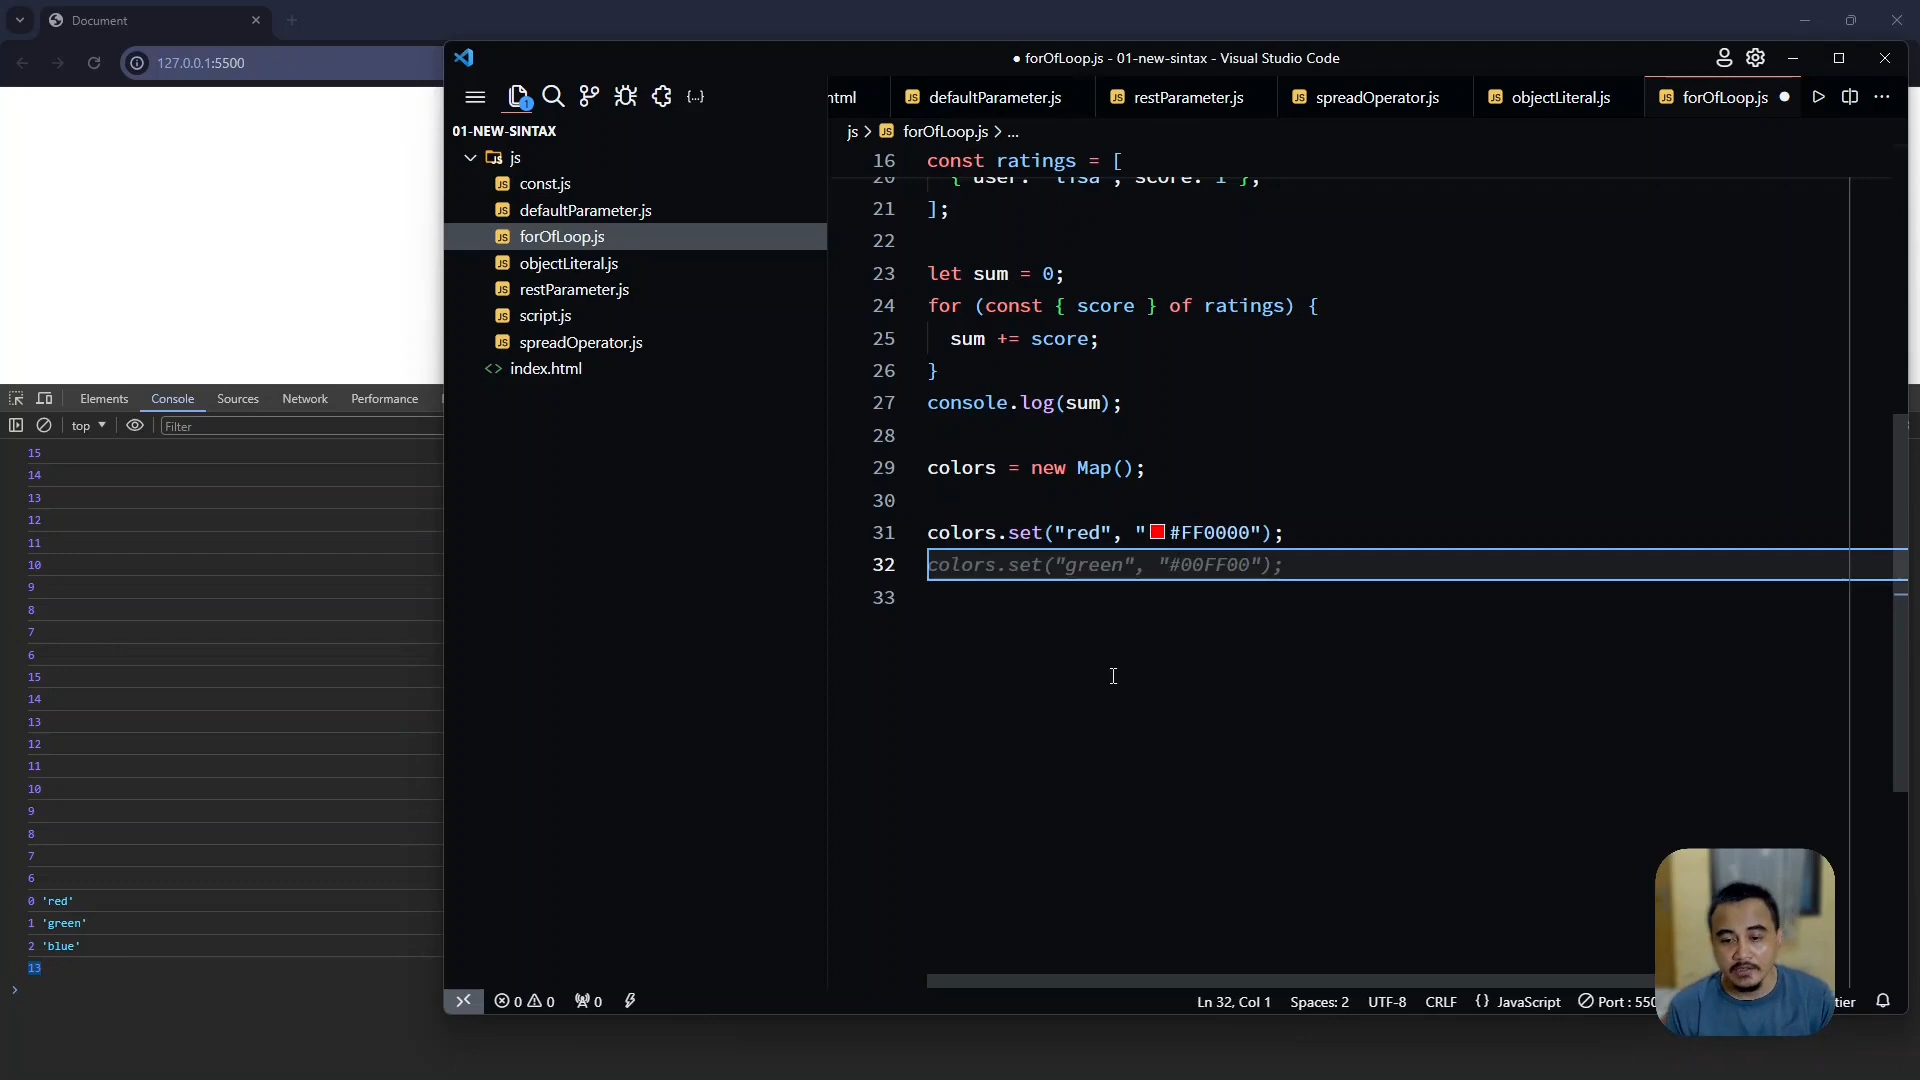 Document
127.0.0.1:5500
forOfLoop.js - 01-new-sintax - Visual Studio Code
defaultParameter.js
restParameter.js
spreadOperator.js
objectLiteral.js
forOfLoop.js
js > forOfLoop.js > ...
01-NEW-SINTAX
js
const.js
defaultParameter.js
forOfLoop.js
objectLiteral.js
restParameter.js
script.js
spreadOperator.js
index.html
16 const ratings = [
21 ];
22
23 let sum = 0;
24 for (const { score } of ratings) {
25 sum += score;
26 }
27 console.log(sum);
28
29 colors = new Map();
30
31 colors.set("red", "#FF0000");
32 colors.set("green", "#00FF00");
33
Elements Console Sources Network Performance
top Filter
15
14
13
12
11
10
9
8
7
6
15
14
13
12
11
10
9
8
7
6
0 'red'
1 'green'
2 'blue'
13
>
0 0 0 Ln 32, Col 1 Spaces: 2 UTF-8 CRLF {} JavaScript